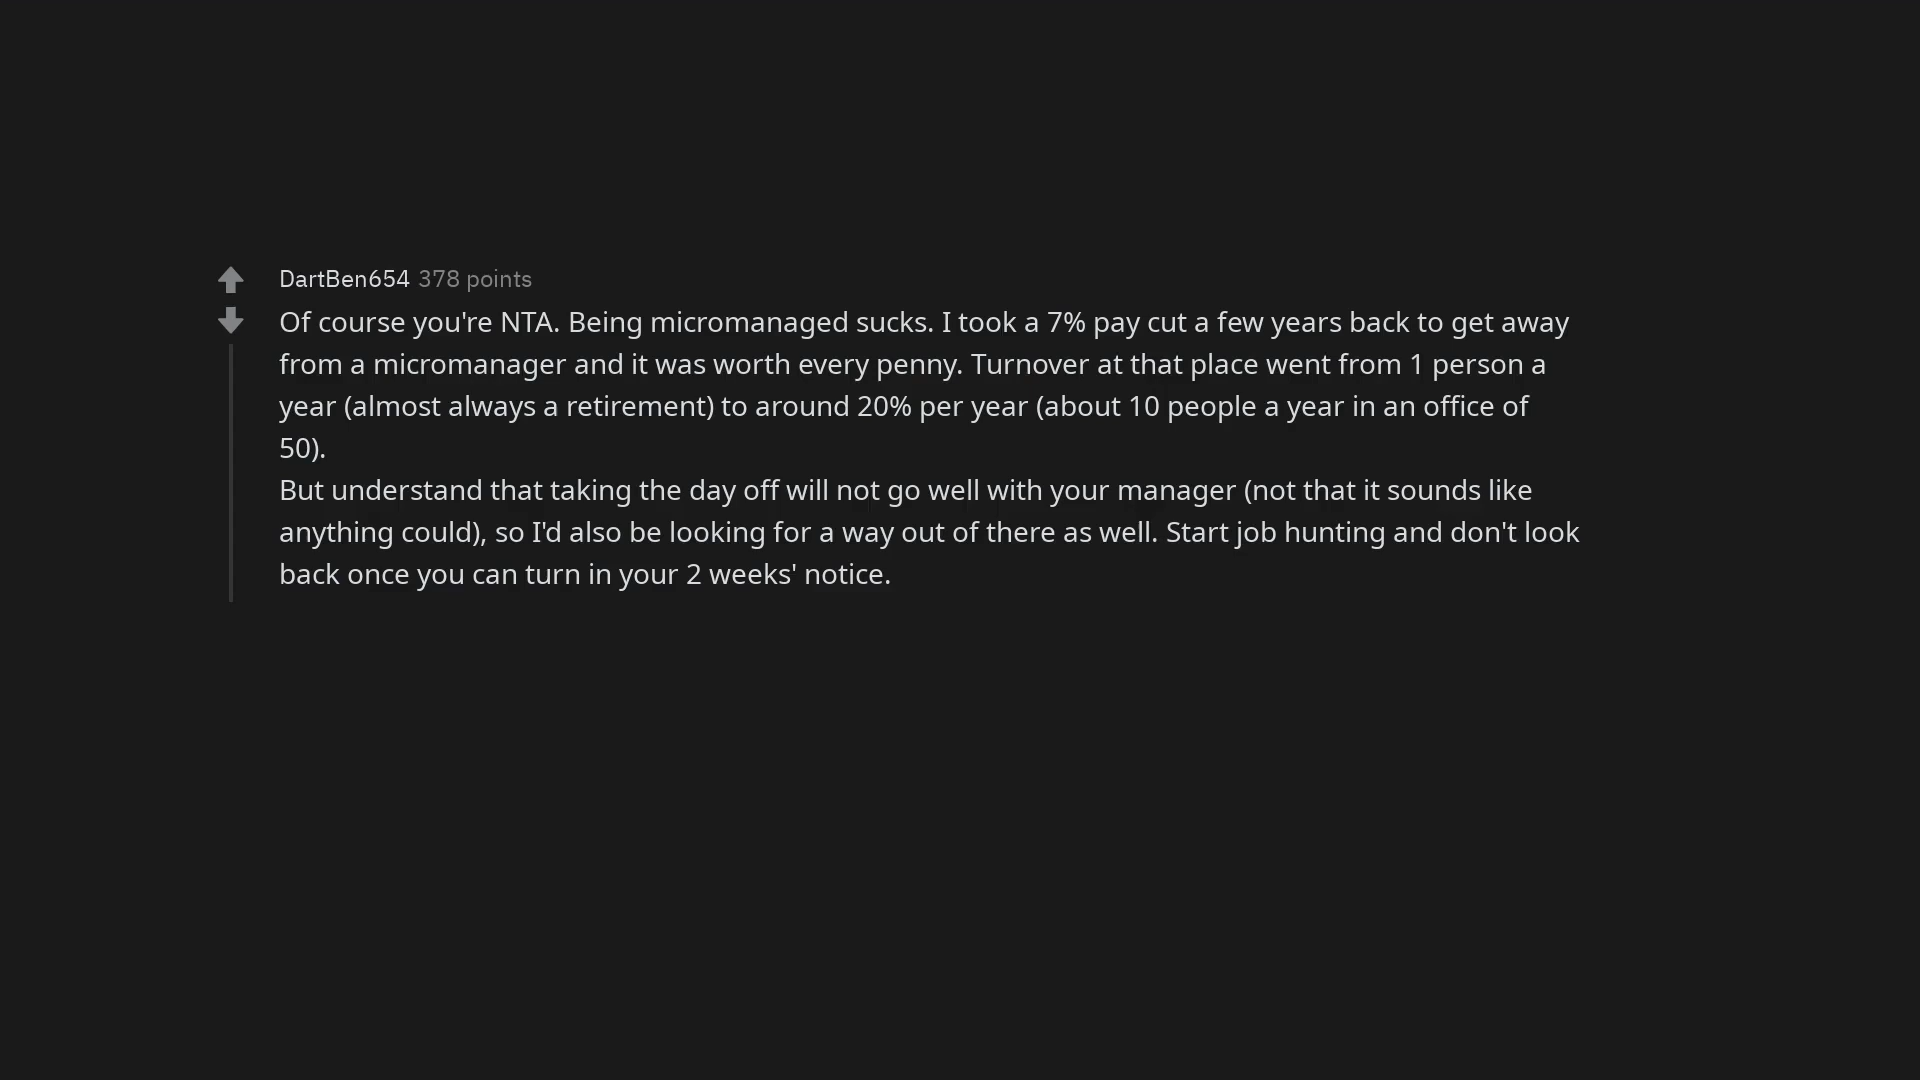 DartBen654 378 points
Of course you're NTA. Being micromanaged sucks. I took a 7% pay cut a few years back to get away
from a micromanager and it was worth every penny. Turnover at that place went from 1 person a
year (almost always a retirement) to around 20% per year (about 10 people a year in an office of
50).
But understand that taking the day off will not go well with your manager (not that it sounds like
anything could), so I'd also be looking for a way out of there as well. Start job hunting and don't look
back once you can turn in your 2 weeks' notice.